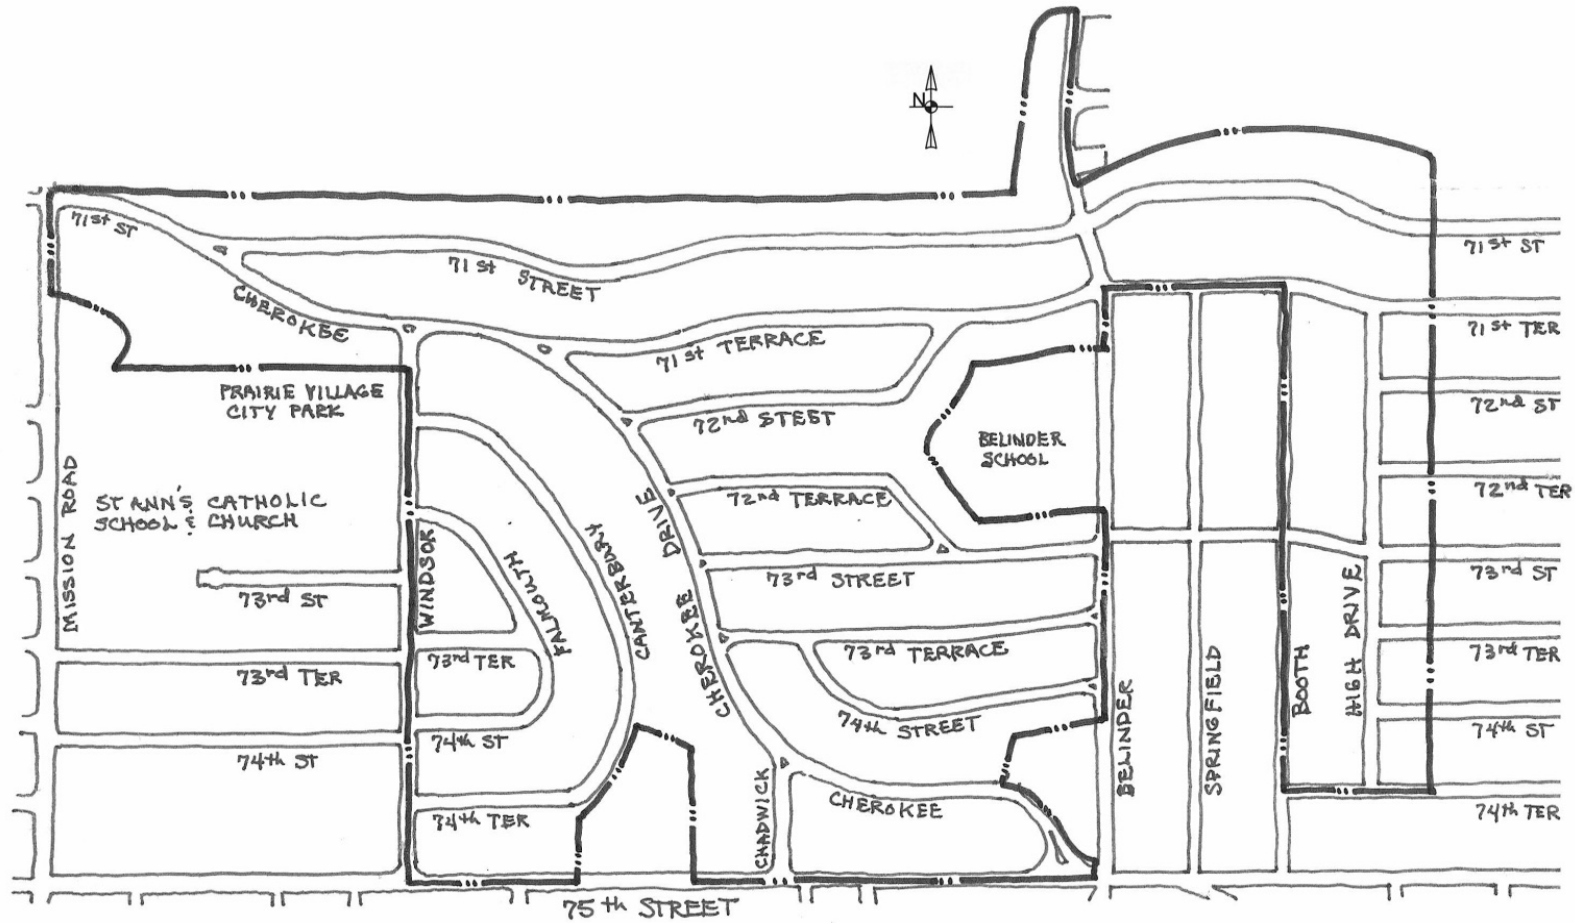 N
71st ST
71st STREET
71st ST
CHEROKEE
71st TERRACE
71st TER
PRAIRIE VILLAGE
CITY PARK
72nd STEET
72nd ST
BELINDER
SCHOOL
MISSION ROAD
ST ANN'S CATHOLIC
SCHOOL & CHURCH
72nd TERRACE
72nd TER
WINDSOR
FALMOUTH
CANTERBURY
CHEROKEE DRIVE
73rd ST
73rd STREET
73rd ST
73rd TER
73rd TER
73rd TERRACE
73rd TER
BELINDER
SPRINGFIELD
BOOTH
HIGH DRIVE
74th ST
74th ST
74th STREET
74th ST
74th TER
CHADWICK
CHEROKEE
74th TER
75th STREET